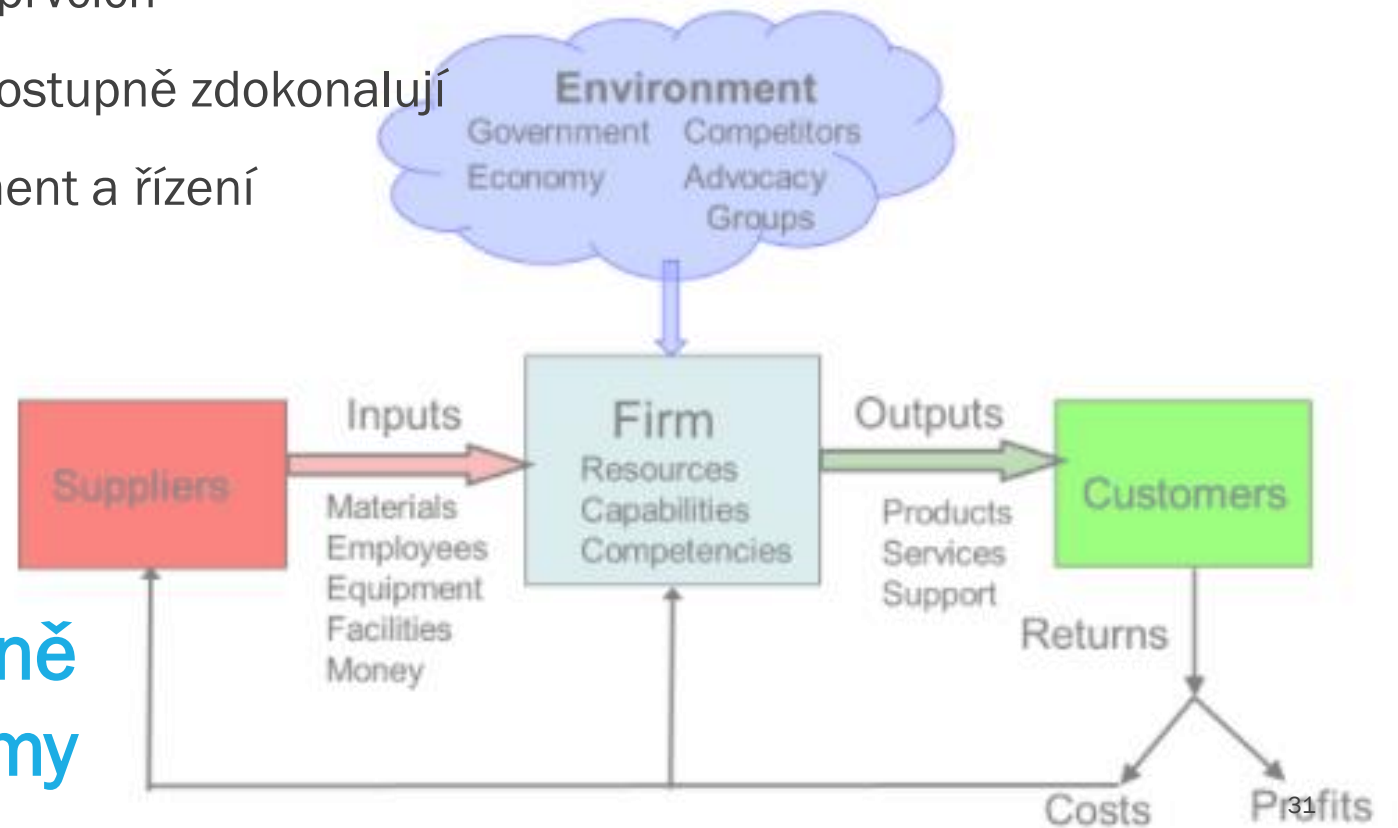 ostupně zdokonalují
ent a řízení
Environment
Government Competitors
Economy Advocacy
Groups
Suppliers
Inputs
Materials
Employees
Equipment
Facilities
Money
Firm
Resources
Capabilities
Competencies
Outputs
Products
Services
Support
Customers
Returns
Costs
Profits
31
ně
my